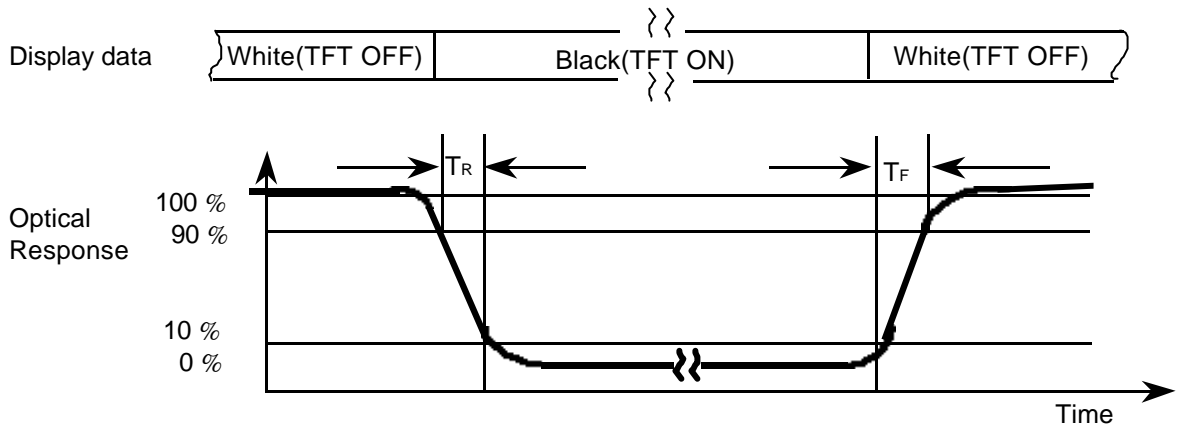 Display data
White(TFT OFF) Black(TFT ON) White(TFT OFF)
TR TF
Optical
Response
100 %
90 %
10 %
0 %
Time